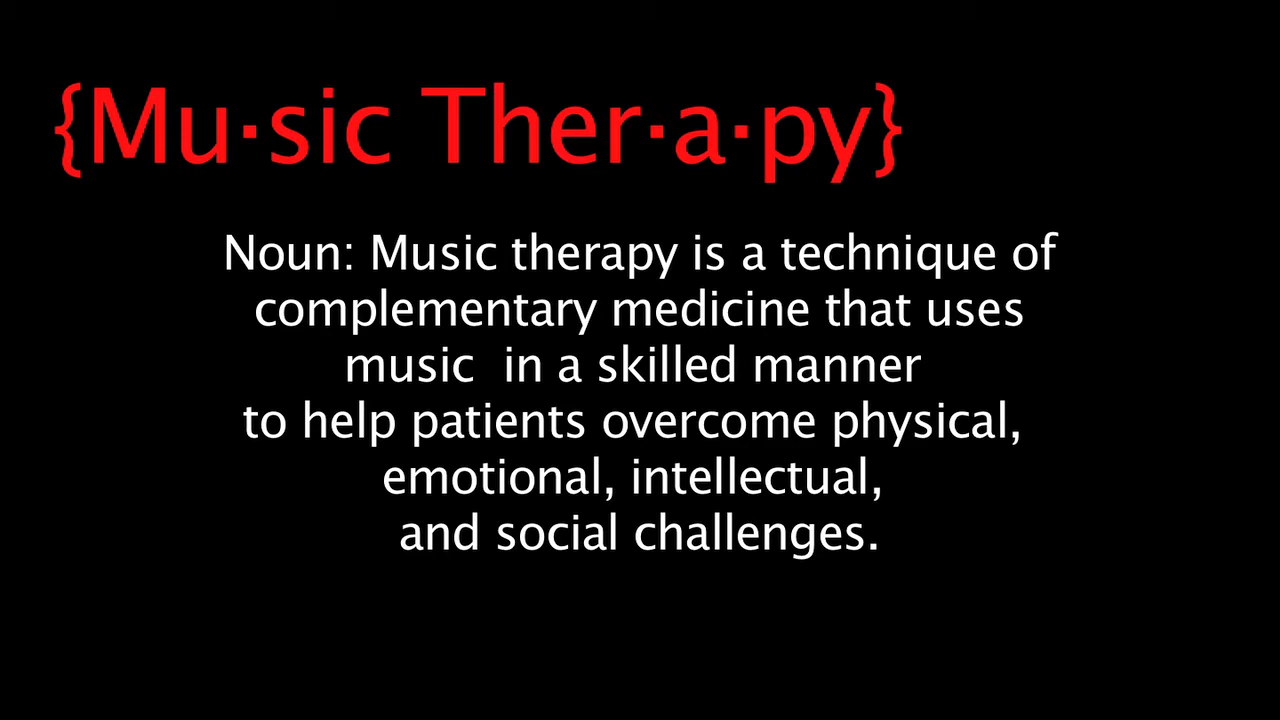 {Mu·sic Ther·a·py}
Noun: Music therapy is a technique of
complementary medicine that uses
music  in a skilled manner
to help patients overcome physical,
emotional, intellectual,
and social challenges.